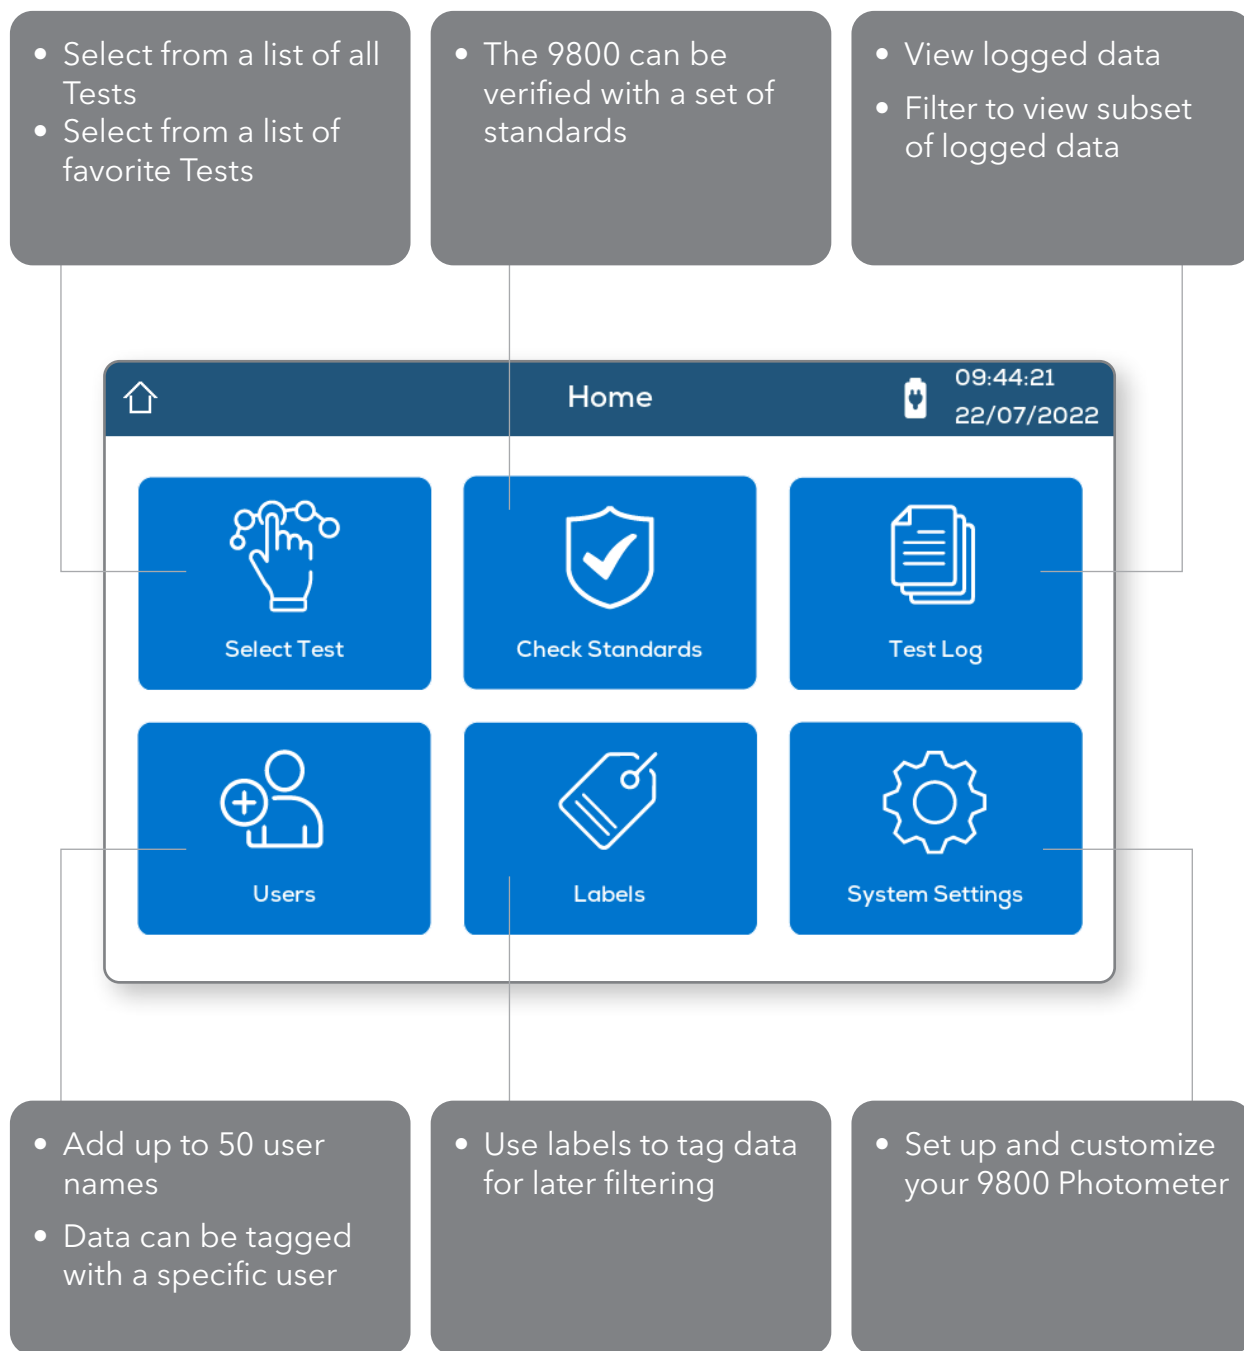 • Select from a list of all
Tests
• Select from a list of
favorite Tests
• The 9800 can be
verified with a set of
standards
• View logged data
• Filter to view subset
of logged data
Home
09:44:21
22/07/2022
Select Test
Check Standards
Test Log
Users
Labels
System Settings
• Add up to 50 user
names
• Data can be tagged
with a specific user
• Use labels to tag data
for later filtering
• Set up and customize
your 9800 Photometer